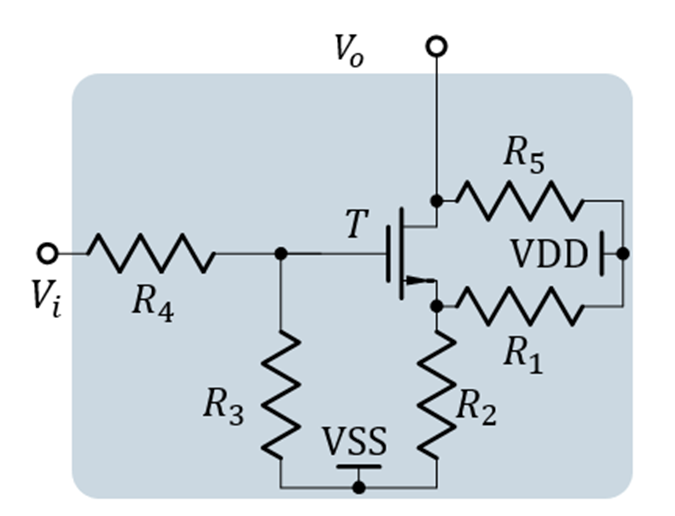 Vₒ
R₅
T
VDD
Vᵢ
R₄
R₁
R₃
R₂
VSS